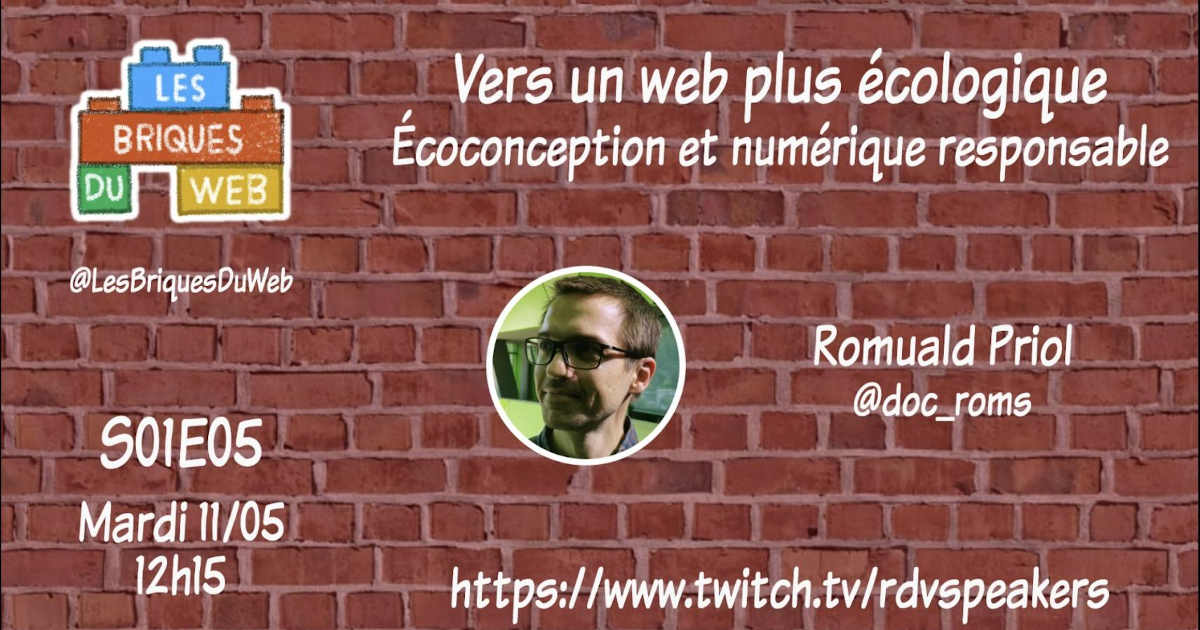 LES
BRIQUES
DU WEB
@LesBriquesDuWeb
Vers un web plus écologique
Écoconception et numérique responsable
Romuald Priol
@doc_roms
S01E05
Mardi 11/05
12h15
https://www.twitch.tv/rdvspeakers